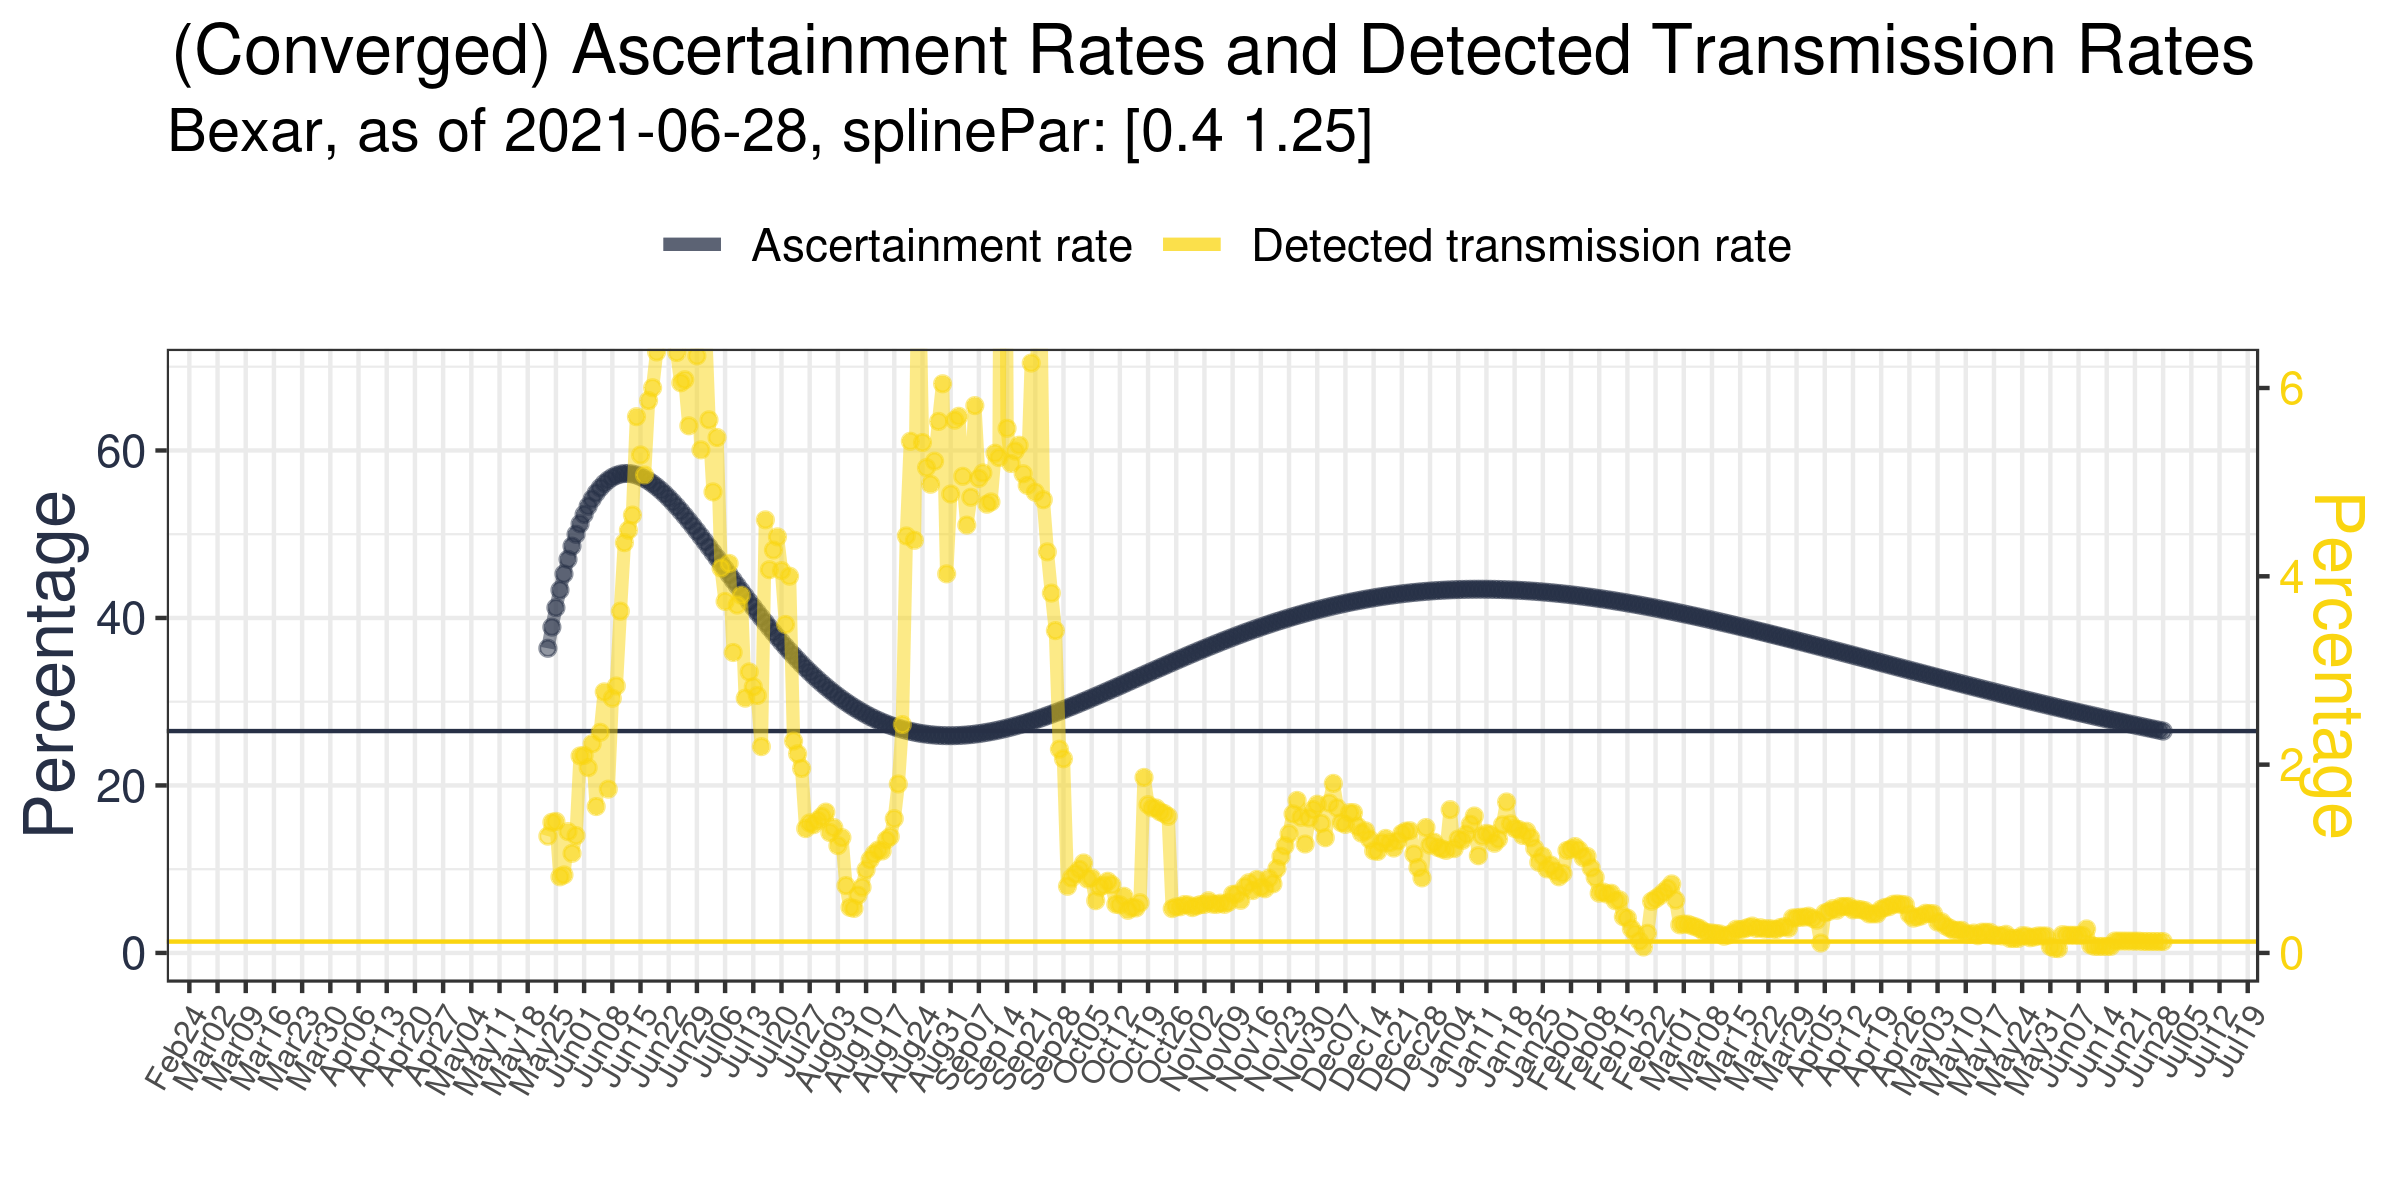 (Converged) Ascertainment Rates and Detected Transmission Rates
Bexar, as of 2021-06-28, splinePar: [0.4 1.25]
Ascertainment rate Detected transmission rate
Percentage
60
40
20
0
6
4
2
0
Percentage
Feb24 Mar02 Mar09 Mar16 Mar23 Mar30 Apr06 Apr13 Apr20 Apr27 May04 May11 May18 May25 Jun01 Jun08 Jun15 Jun22 Jun29 Jul06 Jul13 Jul20 Jul27 Aug03 Aug10 Aug17 Aug24 Aug31 Sep07 Sep14 Sep21 Sep28 Oct05 Oct12 Oct19 Oct26 Nov02 Nov09 Nov16 Nov23 Nov30 Dec07 Dec14 Dec21 Dec28 Jan04 Jan11 Jan18 Jan25 Feb01 Feb08 Feb15 Feb22 Mar01 Mar08 Mar15 Mar22 Mar29 Apr05 Apr12 Apr19 Apr26 May03 May10 May17 May24 May31 Jun07 Jun14 Jun21 Jun28 Jul05 Jul12 Jul19